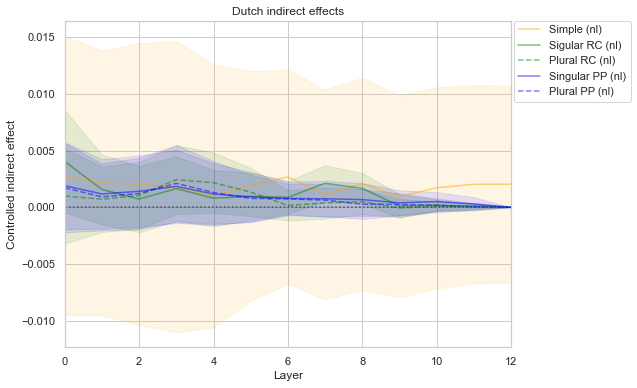 Dutch indirect effects
Simple (nl)
Sigular RC (nl)
Plural RC (nl)
Singular PP (nl)
Plural PP (nl)
Controlled indirect effect
0.015
0.010
0.005
0.000
−0.005
−0.010
0 2 4 6 8 10 12
Layer